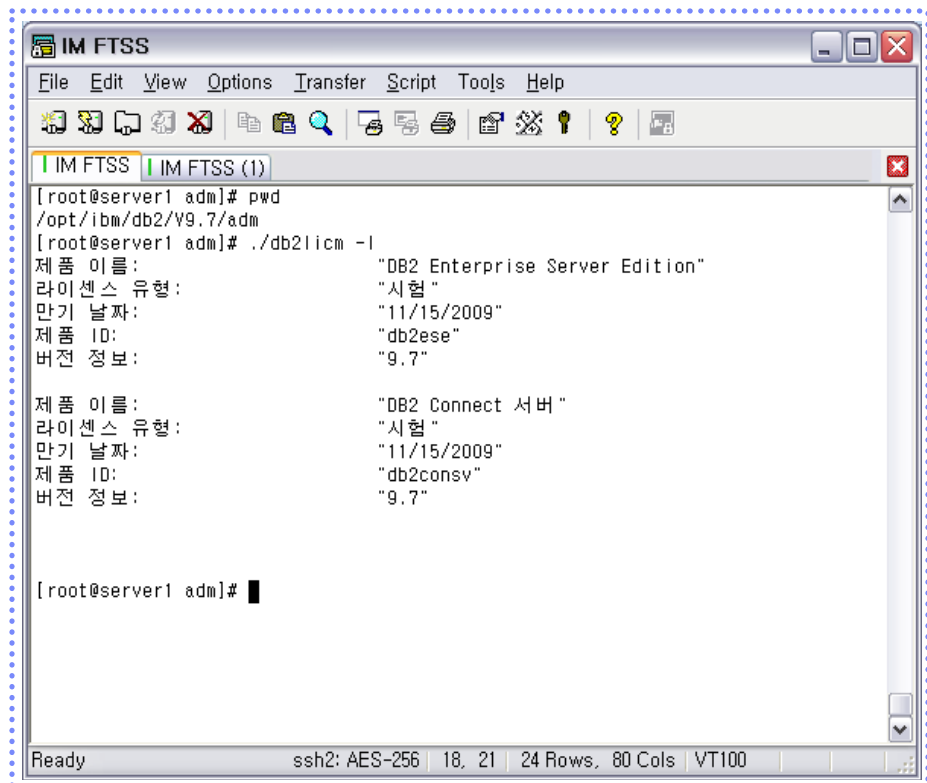 IM FTSS
File Edit View Options Transfer Script Tools Help
IM FTSS IM FTSS (1)
[root@server1 adm]# pwd
/opt/ibm/db2/V9.7/adm
[root@server1 adm]# ./db2licm -l
제품 이름: "DB2 Enterprise Server Edition"
라이센스 유형: "시험"
만기 날짜: "11/15/2009"
제품 ID: "db2ese"
버전 정보: "9.7"
제품 이름: "DB2 Connect 서버"
라이센스 유형: "시험"
만기 날짜: "11/15/2009"
제품 ID: "db2consv"
버전 정보: "9.7"
[root@server1 adm]#
Ready ssh2: AES-256 18, 21 24 Rows, 80 Cols VT100